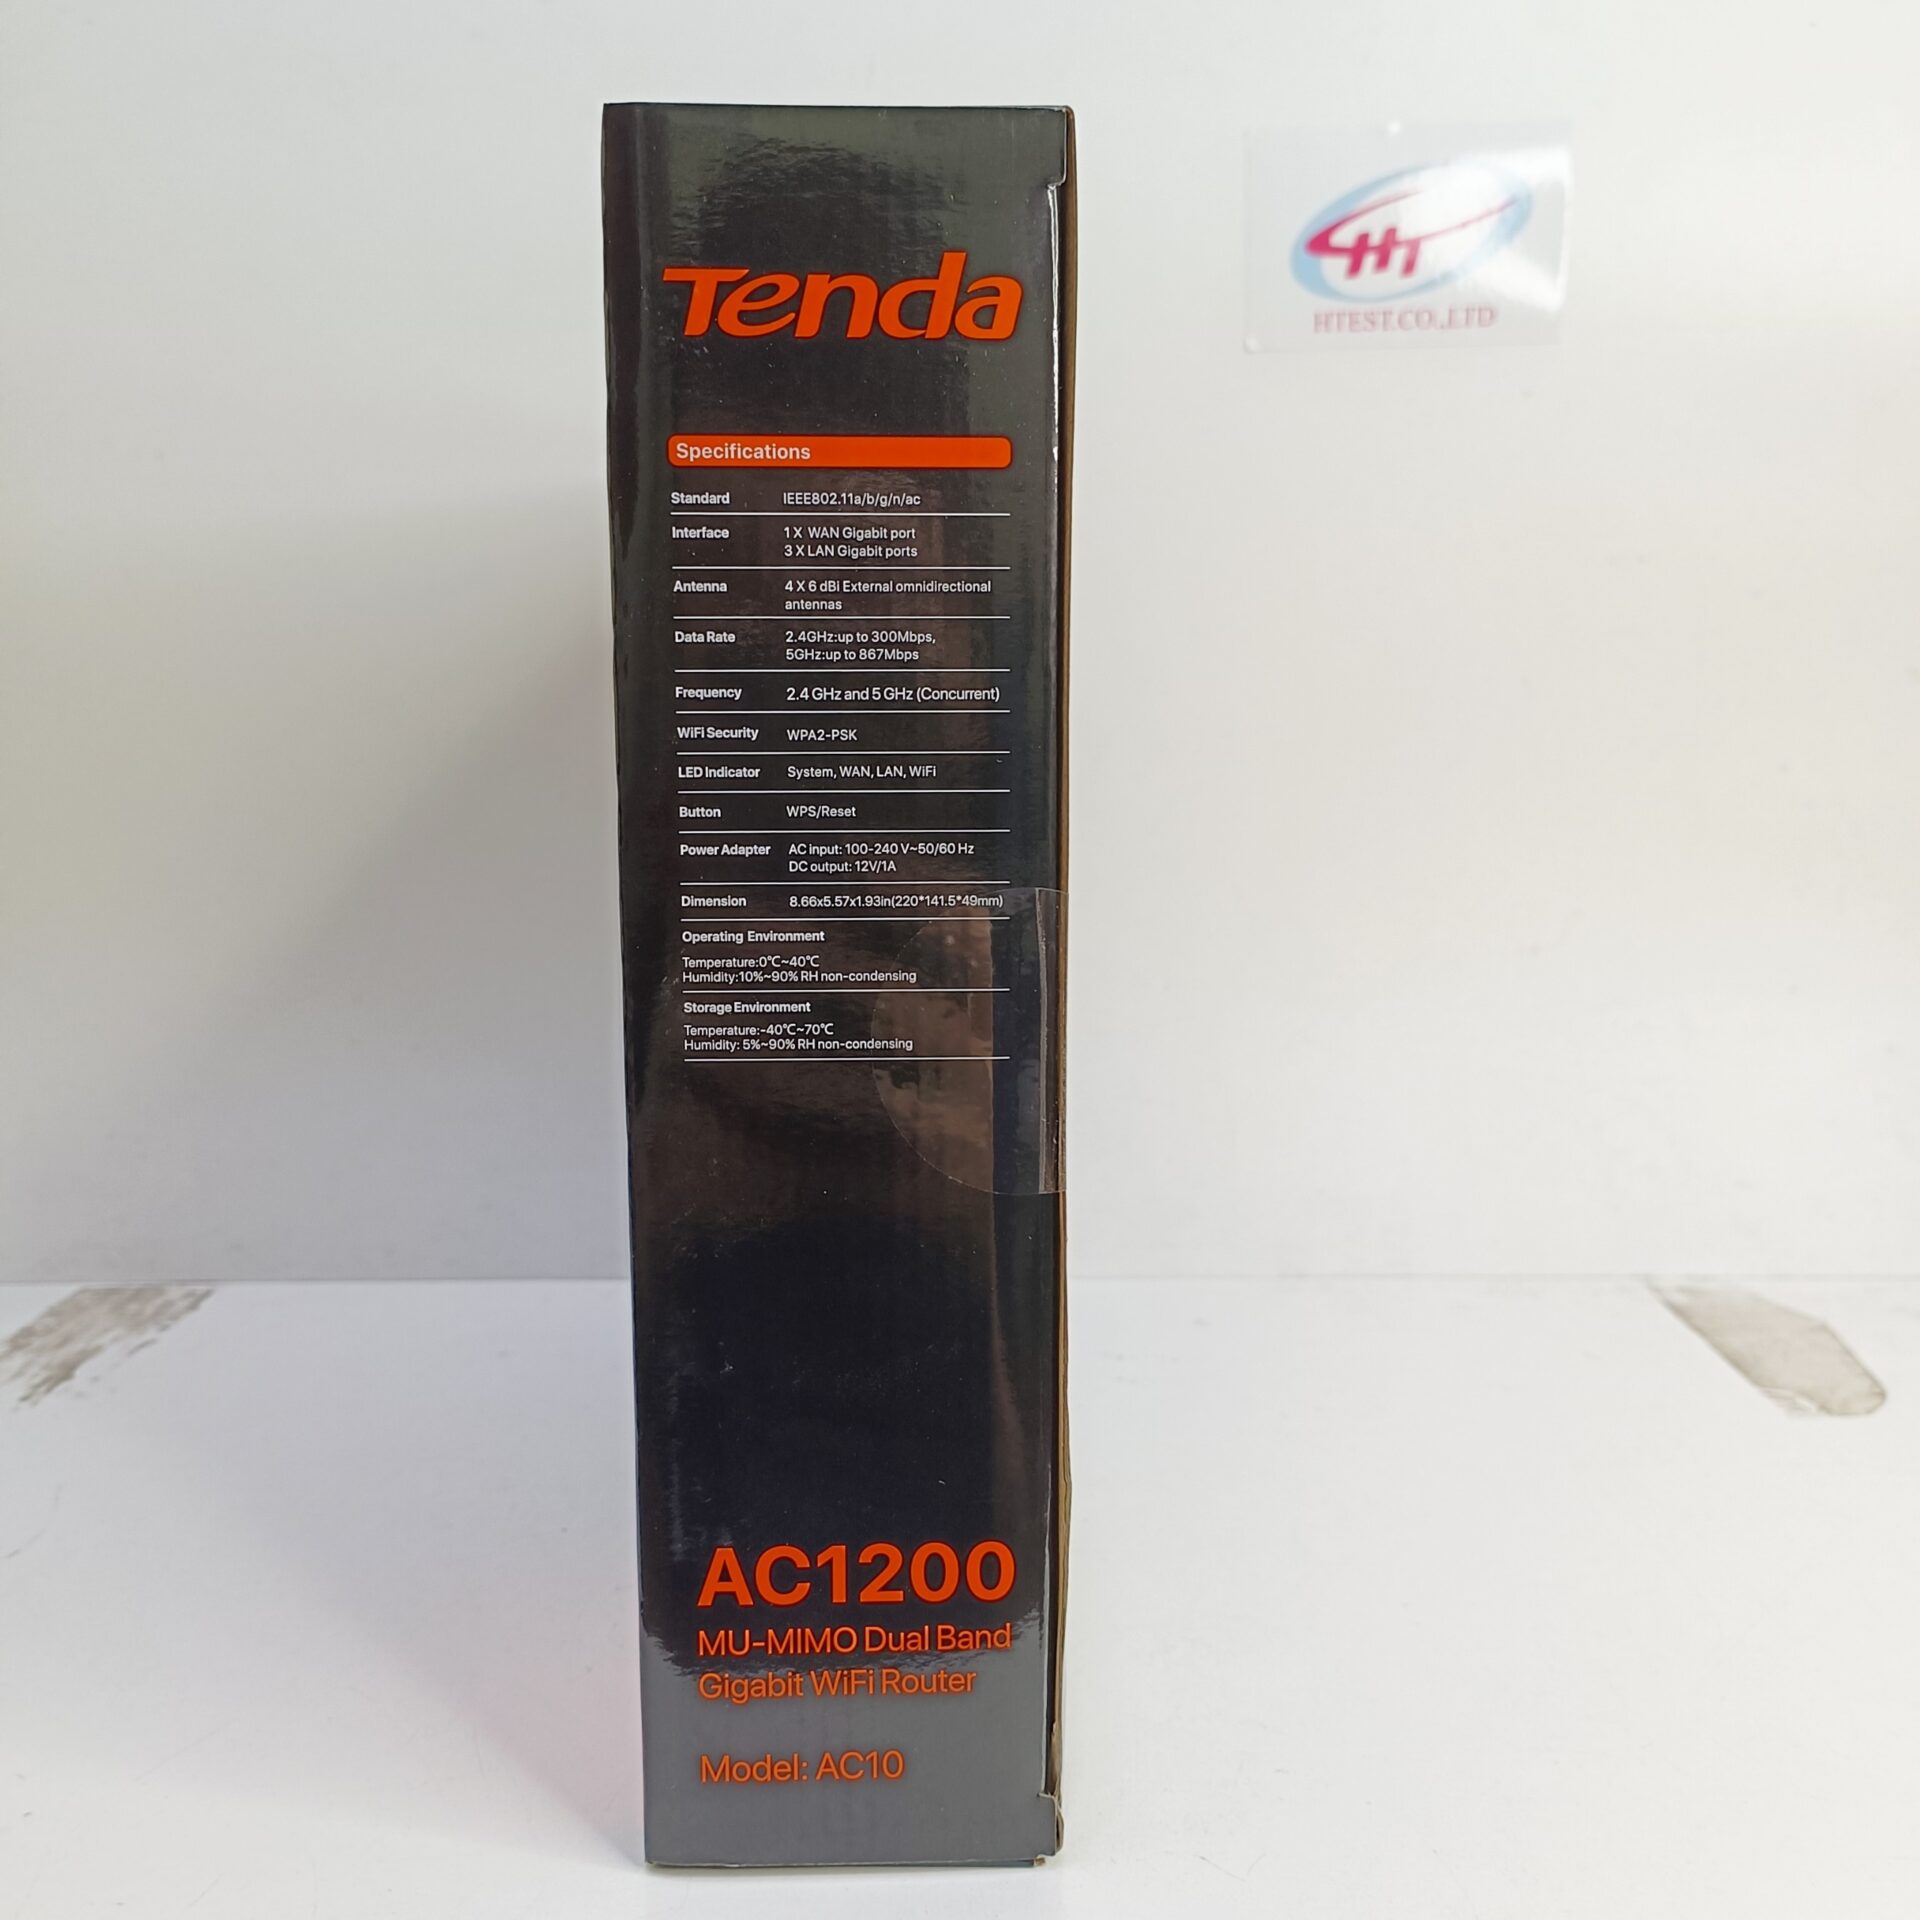 Tenda
HT
HTEST.CO.,LTD
Specifications
Standard IEEE802.11a/b/g/n/ac
Interface 1 X WAN Gigabit port
3 X LAN Gigabit ports
Antenna 4 X 6 dBi External omnidirectional
antennas
Data Rate 2.4GHz:up to 300Mbps,
5GHz:up to 867Mbps
Frequency 2.4 GHz and 5 GHz (Concurrent)
WiFi Security WPA2-PSK
LED Indicator System, WAN, LAN, WiFi
Button WPS/Reset
Power Adapter AC input: 100-240 V~50/60 Hz
DC output: 12V/1A
Dimension 8.66x5.57x1.93in(220*141.5*49mm)
Operating Environment
Temperature:0℃~40℃
Humidity:10%~90% RH non-condensing
Storage Environment
Temperature:-40℃~70℃
Humidity: 5%~90% RH non-condensing
AC1200
MU-MIMO Dual Band
Gigabit WiFi Router
Model: AC10